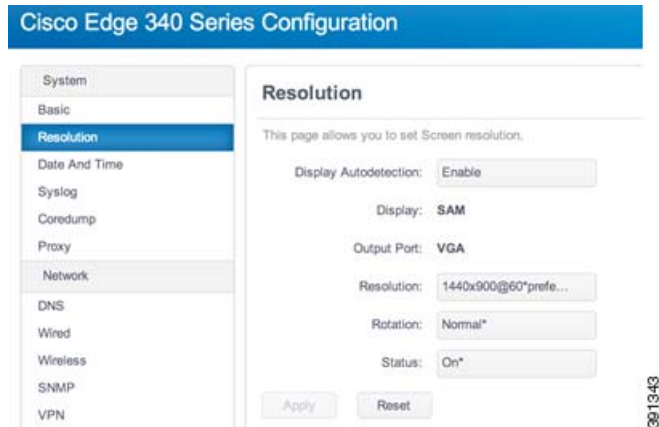 Cisco Edge 340 Series Configuration
System
Basic
Resolution
Date And Time
Syslog
Coredump
Proxy
Network
DNS
Wired
Wireless
SNMP
VPN
Resolution
This page allows you to set Screen resolution.
Display Autodetection: Enable
Display: SAM
Output Port: VGA
Resolution: 1440x900@60*prefe...
Rotation: Normal*
Status: On*
Apply Reset
391343